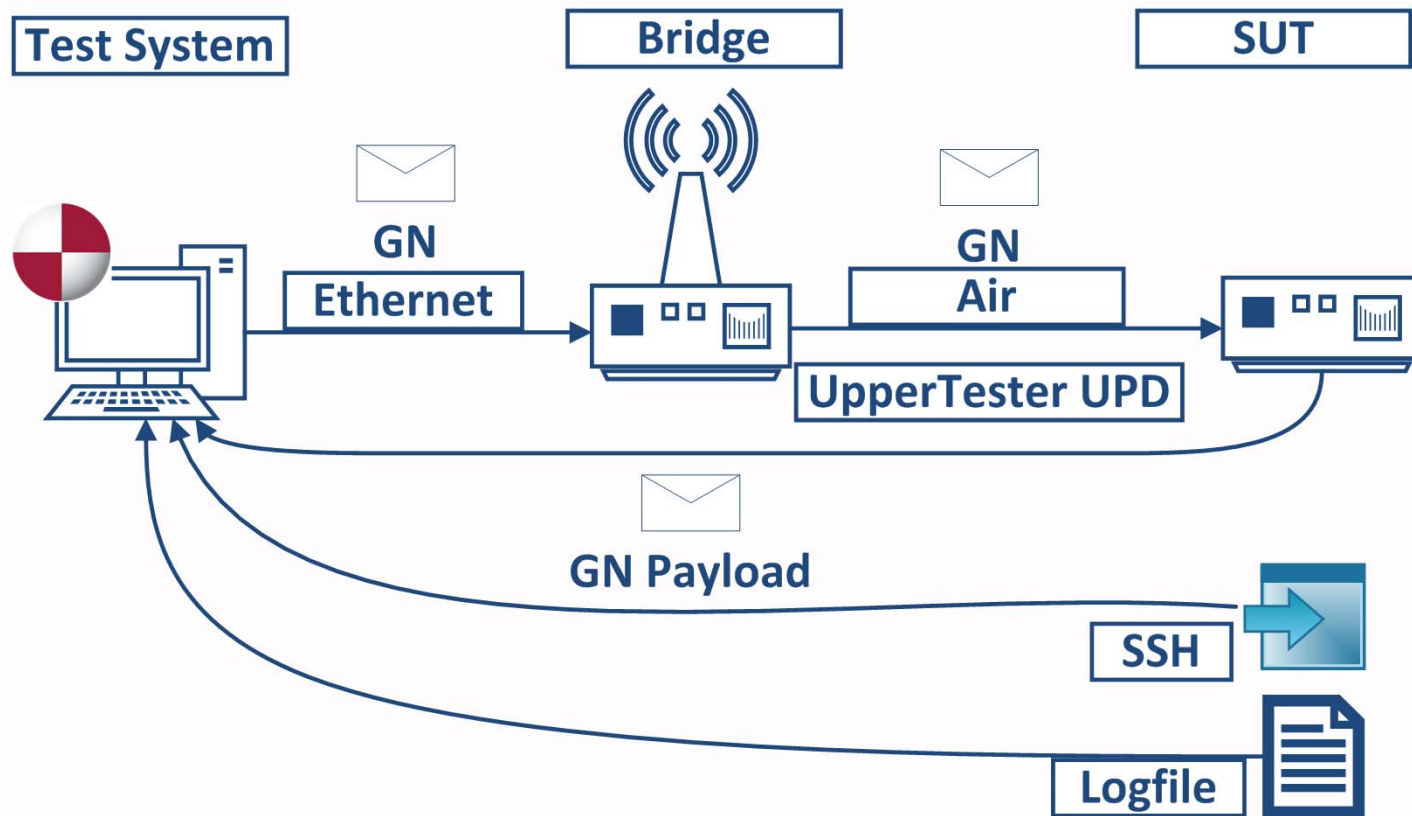 Test System
Bridge
SUT
GN
Ethernet
GN
Air
UpperTester UPD
GN Payload
SSH
Logfile